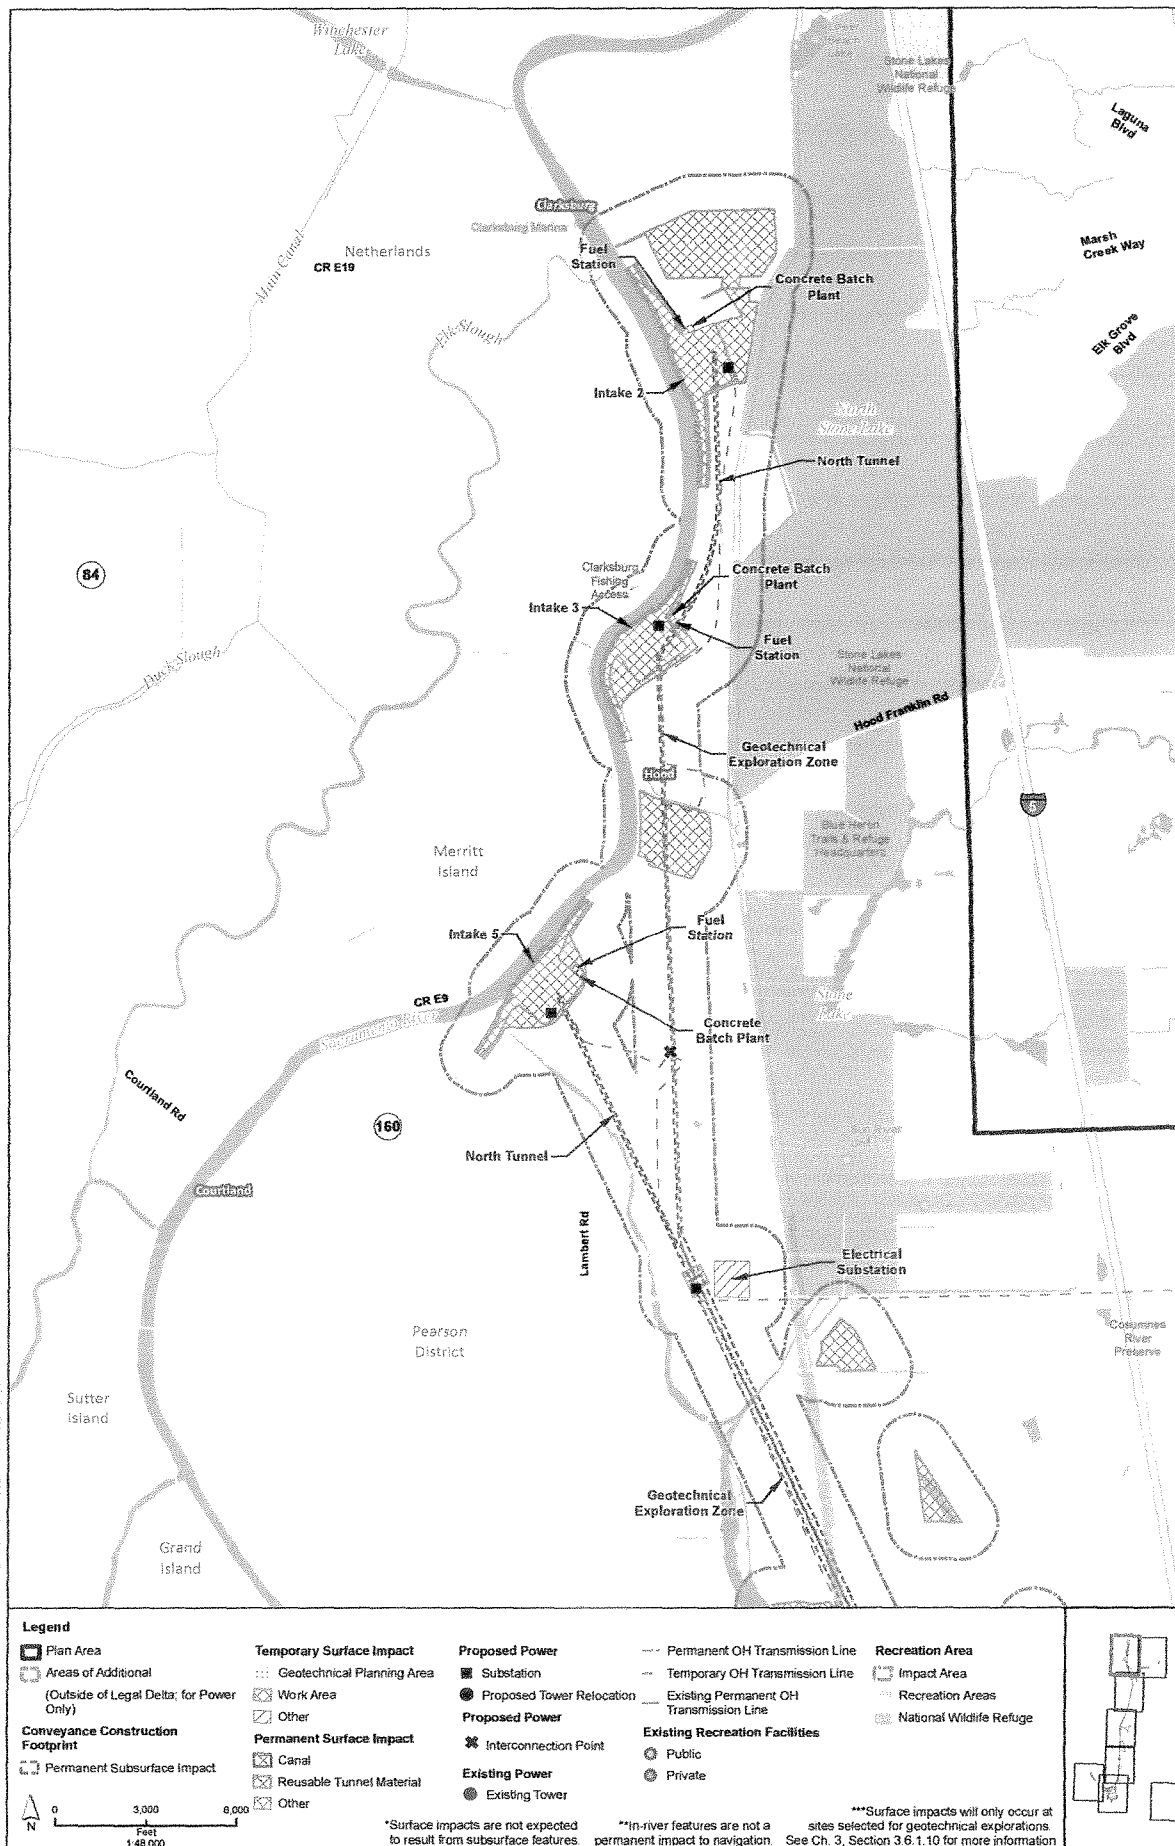 Winchester
Lake
Stone Lakes
National
Wildlife Refuge
Laguna
Blvd
Clarksburg
Clarksburg Marina
Netherlands
CR E19
Main Canal
Fuel
Station
Concrete Batch
Plant
Marsh
Creek Way
Elk Slough
Elk Grove
Blvd
Intake 2
North
Stone Lake
North Tunnel
84
Clarksburg
Fishing
Access
Concrete Batch
Plant
Intake 3
Fuel
Station
Duck Slough
Stone Lakes
National
Wildlife Refuge
Hood Franklin Rd
Geotechnical
Exploration Zone
Hood
5
Blue Heron
Trails & Refuge
Headquarters
Merritt
Island
Fuel
Station
Intake 5
CR E9
Sacramento River
Stone
Lake
Concrete
Batch Plant
Courtland Rd
160
North Tunnel
Courtland
Lambert Rd
Electrical
Substation
Pearson
District
Cosumnes
River
Preserve
Sutter
Island
Geotechnical
Exploration Zone
Grand
Island
Legend
Plan Area
Areas of Additional
(Outside of Legal Delta; for Power
Only)
Conveyance Construction
Footprint
Permanent Subsurface Impact
Temporary Surface Impact
Geotechnical Planning Area
Work Area
Other
Permanent Surface Impact
Canal
Reusable Tunnel Material
Other
Proposed Power
Substation
Proposed Tower Relocation
Proposed Power
Interconnection Point
Existing Power
Existing Tower
Permanent OH Transmission Line
Temporary OH Transmission Line
Existing Permanent OH
Transmission Line
Existing Recreation Facilities
Public
Private
Recreation Area
Impact Area
Recreation Areas
National Wildlife Refuge
N
0 3,000 6,000
Feet
1:48,000
*Surface impacts are not expected
to result from subsurface features.
**In-river features are not a
permanent impact to navigation.
***Surface impacts will only occur at
sites selected for geotechnical explorations.
See Ch. 3, Section 3.6.1.10 for more information